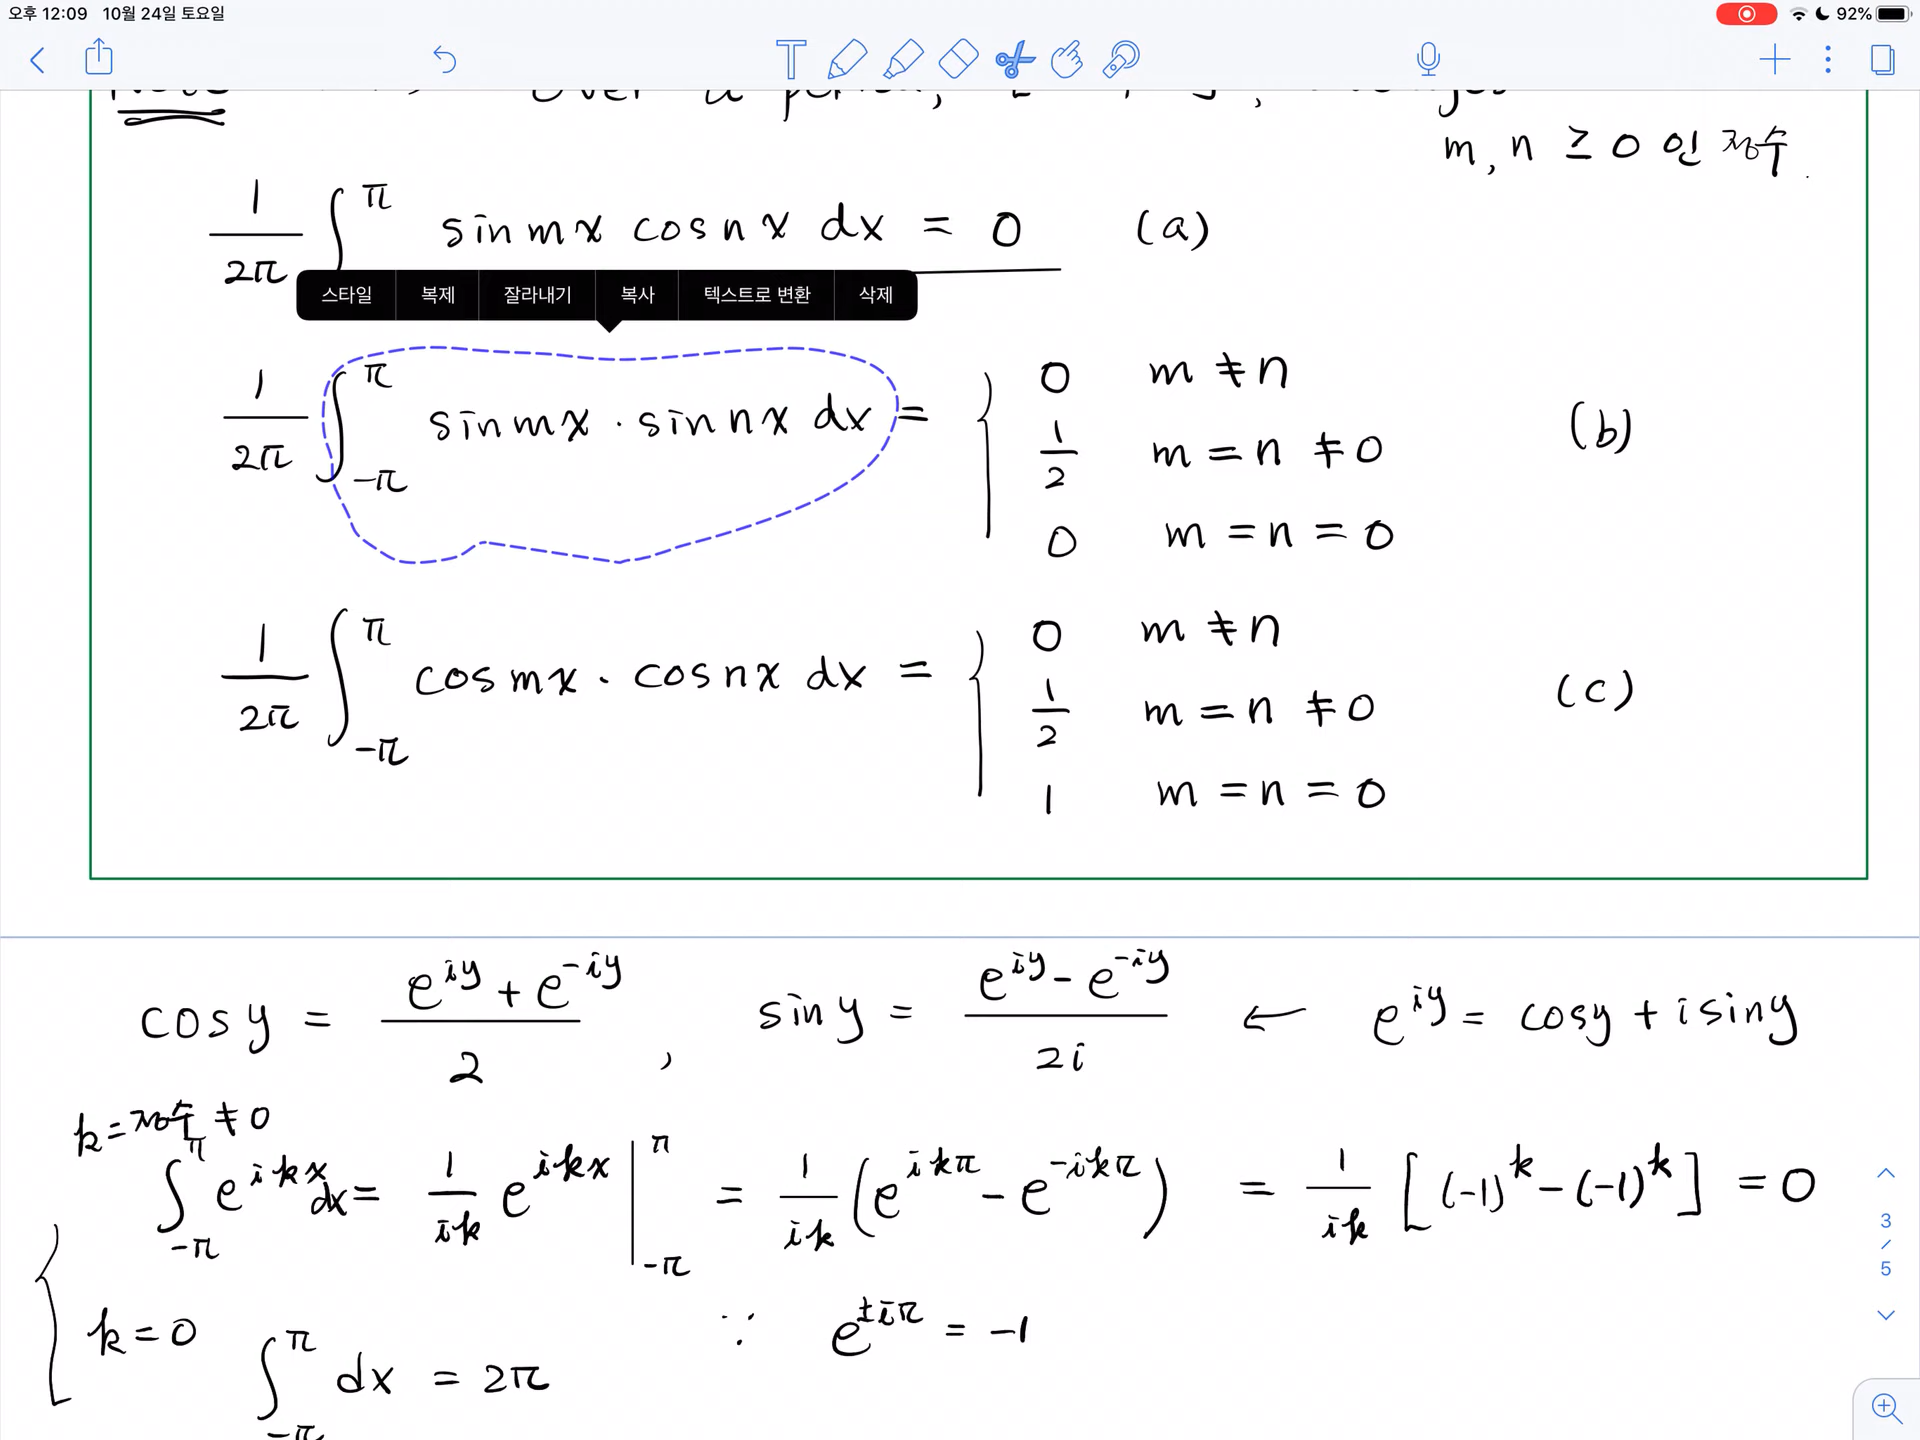 오후 12:09 10월 24일 토요일 92%
over a period,
m, n ≥ 0 인 정수.
1/2π ∫ π sin mx cos nx dx = 0 (a)
스타일 복제 잘라내기 복사 텍스트로 변환 삭제
1/2π ∫_{-π}^{π} sin mx · sin nx dx = { 0 m ≠ n
1/2 m = n ≠ 0 (b)
0 m = n = 0
1/2π ∫_{-π}^{π} cos mx · cos nx dx = { 0 m ≠ n
1/2 m = n ≠ 0 (c)
1 m = n = 0
cos y = (e^{iy} + e^{-iy})/2 , sin y = (e^{iy} - e^{-iy})/2i ← e^{iy} = cos y + i sin y
k = 정수 ≠ 0
∫_{-π}^{π} e^{ikx} dx = 1/ik e^{ikx} |_{-π}^{π} = 1/ik (e^{ikπ} - e^{-ikπ}) = 1/ik [(-1)^k - (-1)^k] = 0
3/5
k = 0 ∫_{-π}^{π} dx = 2π ∵ e^{±iπ} = -1